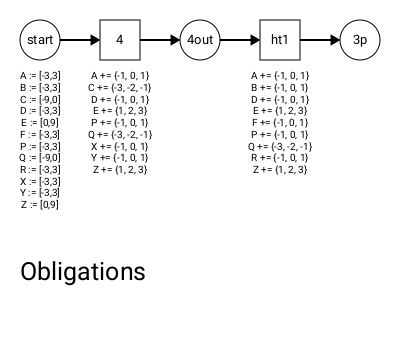 start 4 4out ht1 3p
A := [-3,3]
B := [-3,3]
C := [-9,0]
D := [-3,3]
E := [0,9]
F := [-3,3]
P := [-3,3]
Q := [-9,0]
R := [-3,3]
X := [-3,3]
Y := [-3,3]
Z := [0,9]
A += {-1, 0, 1}
C += {-3, -2, -1}
D += {-1, 0, 1}
E += {1, 2, 3}
P += {-1, 0, 1}
Q += {-3, -2, -1}
X += {-1, 0, 1}
Y += {-1, 0, 1}
Z += {1, 2, 3}
A += {-1, 0, 1}
B += {-1, 0, 1}
D += {-1, 0, 1}
E += {1, 2, 3}
F += {-1, 0, 1}
P += {-1, 0, 1}
Q += {-3, -2, -1}
R += {-1, 0, 1}
Z += {1, 2, 3}
Obligations